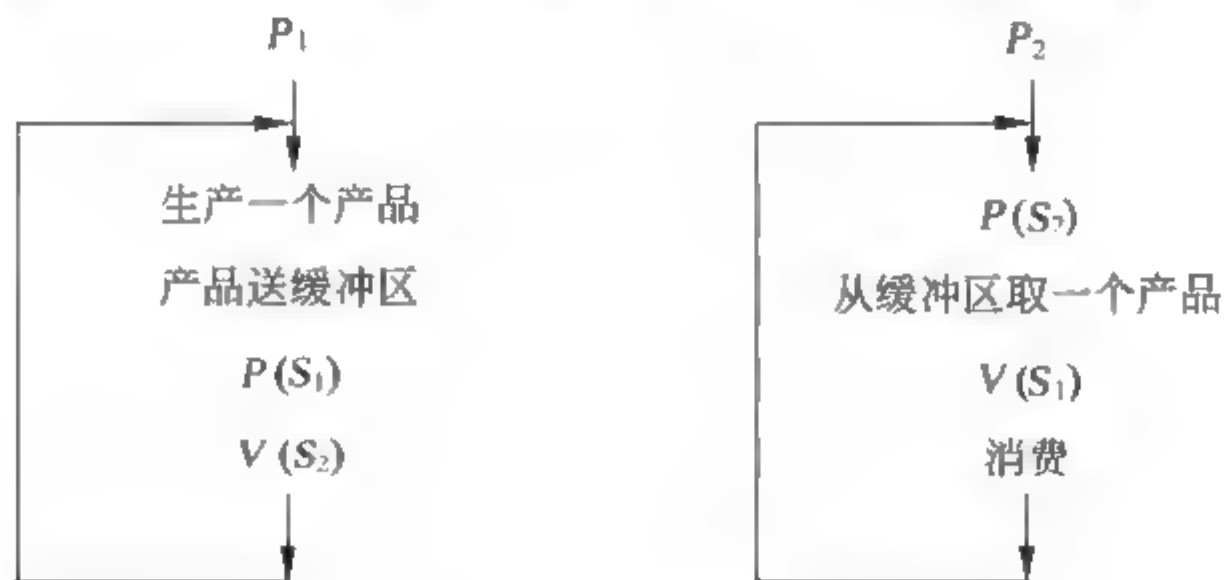 P₁
生产一个产品
产品送缓冲区
P(S₁)
V(S₂)
P₂
P(S₂)
从缓冲区取一个产品
V(S₁)
消费